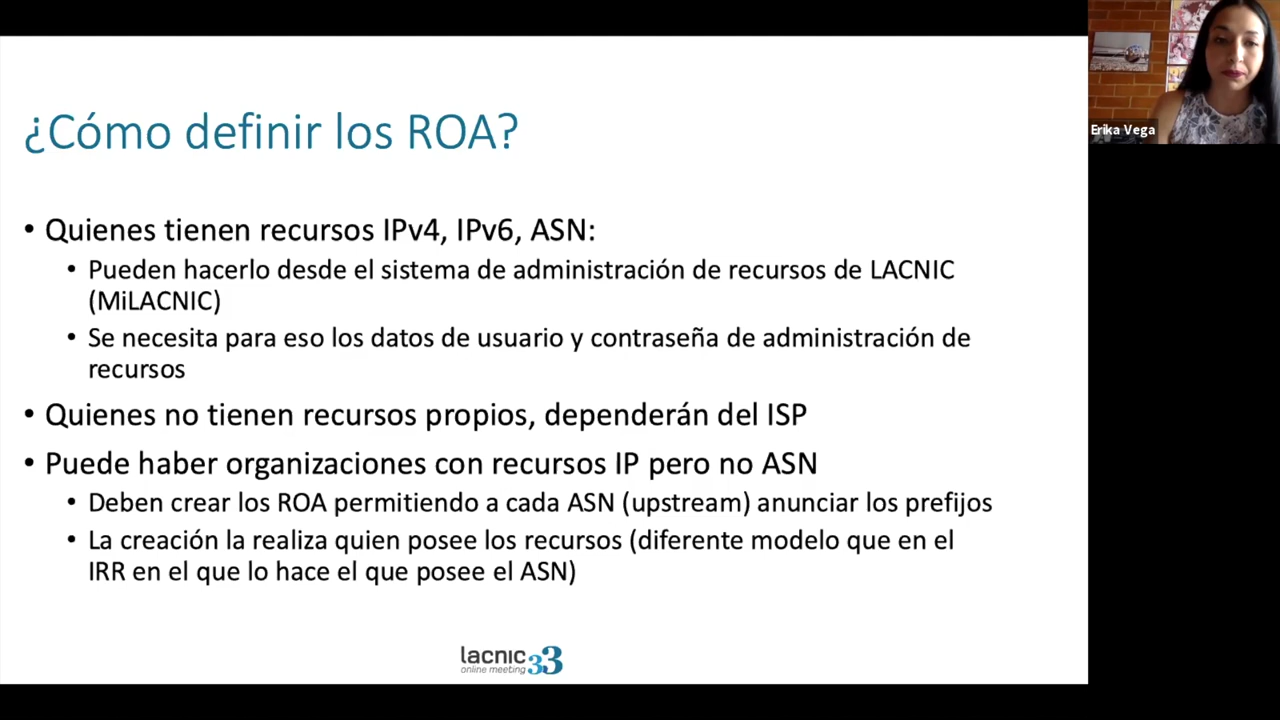 ¿Cómo definir los ROA?
• Quienes tienen recursos IPv4, IPv6, ASN:
• Pueden hacerlo desde el sistema de administración de recursos de LACNIC
(MiLACNIC)
• Se necesita para eso los datos de usuario y contraseña de administración de
recursos
• Quienes no tienen recursos propios, dependerán del ISP
• Puede haber organizaciones con recursos IP pero no ASN
• Deben crear los ROA permitiendo a cada ASN (upstream) anunciar los prefijos
• La creación la realiza quien posee los recursos (diferente modelo que en el
IRR en el que lo hace el que posee el ASN)
lacnic 33
online meeting
Erika Vega